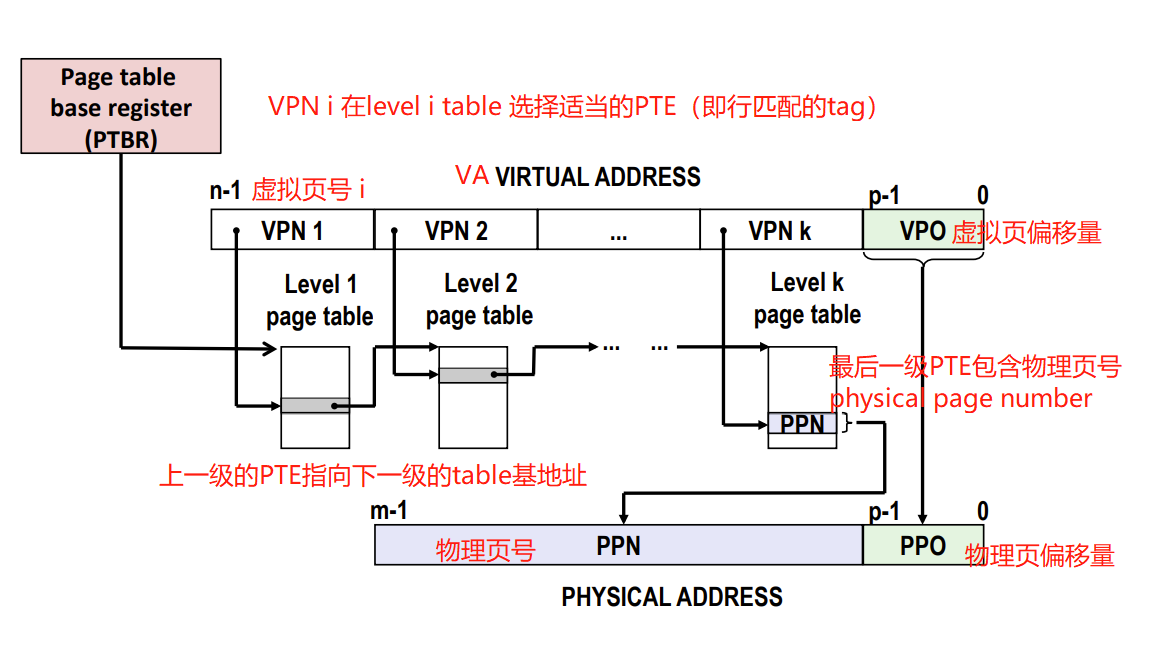 Page table
base register
(PTBR)
VPN i 在level i table 选择适当的PTE（即行匹配的tag）
VA VIRTUAL ADDRESS
n-1 虚拟页号 i
p-1 0
VPN 1 VPN 2 ... VPN k VPO 虚拟页偏移量
Level 1
page table
Level 2
page table
Level k
page table
... ...
最后一级PTE包含物理页号
physical page number
PPN
上一级的PTE指向下一级的table基地址
m-1 p-1 0
物理页号 PPN PPO 物理页偏移量
PHYSICAL ADDRESS